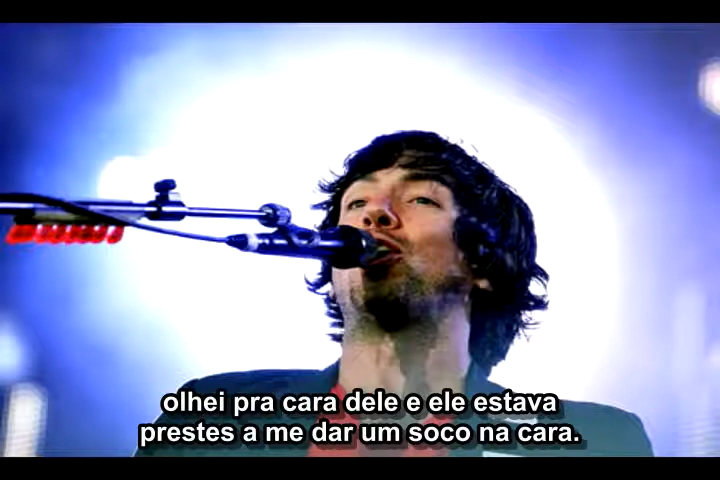 olhei pra cara dele e ele estava
prestes a me dar um soco na cara.